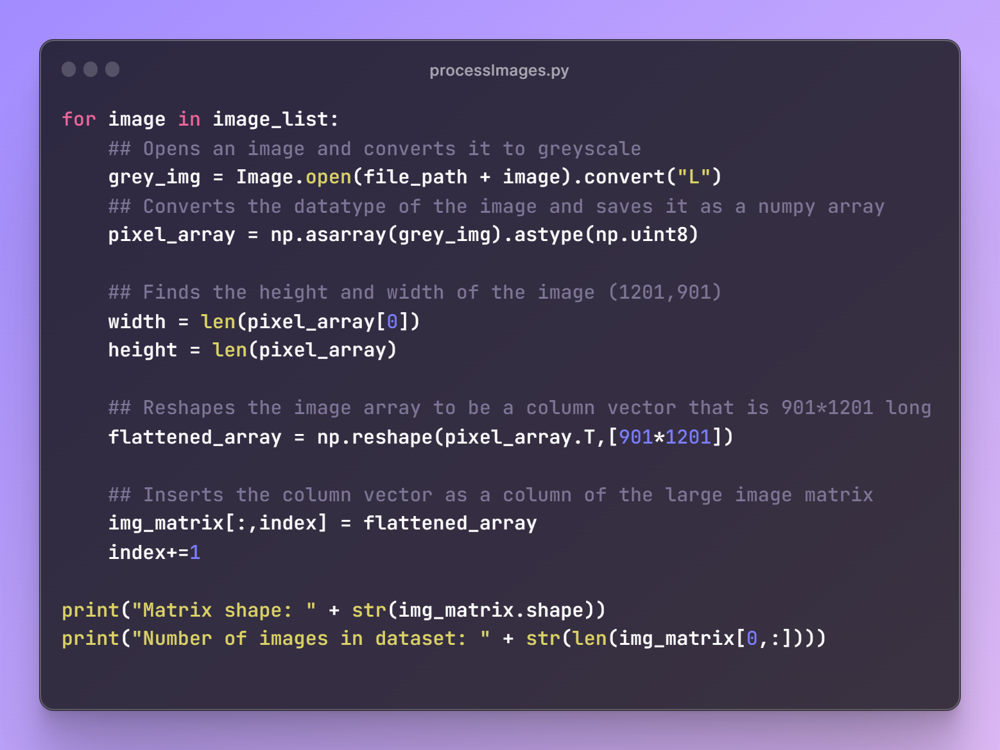 processImages.py
for image in image_list:
    ## Opens an image and converts it to greyscale
    grey_img = Image.open(file_path + image).convert("L")
    ## Converts the datatype of the image and saves it as a numpy array
    pixel_array = np.asarray(grey_img).astype(np.uint8)

    ## Finds the height and width of the image (1201,901)
    width = len(pixel_array[0])
    height = len(pixel_array)

    ## Reshapes the image array to be a column vector that is 901*1201 long
    flattened_array = np.reshape(pixel_array.T,[901*1201])

    ## Inserts the column vector as a column of the large image matrix
    img_matrix[:,index] = flattened_array
    index+=1

print("Matrix shape: " + str(img_matrix.shape))
print("Number of images in dataset: " + str(len(img_matrix[0,:])))